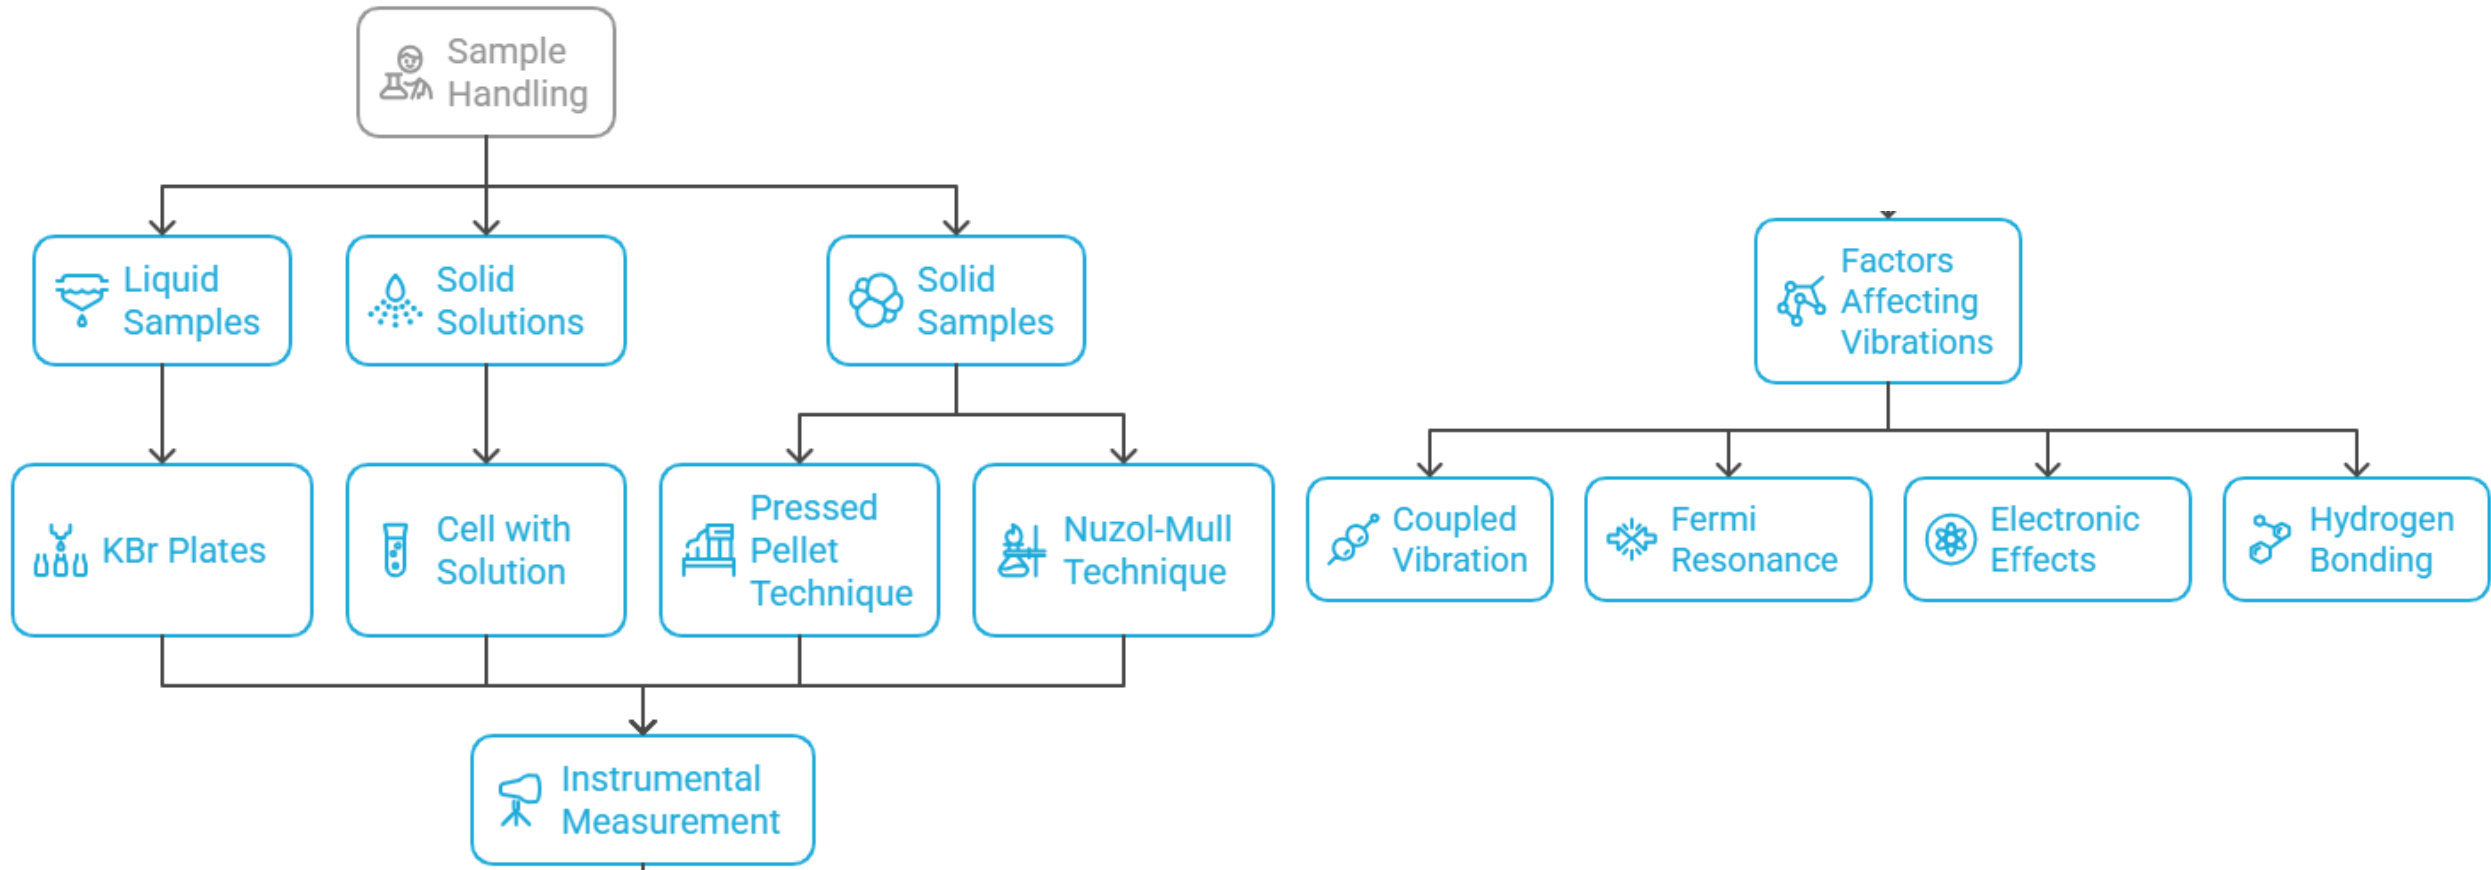 Sample
Handling
Liquid
Samples
Solid
Solutions
Solid
Samples
KBr Plates
Cell with
Solution
Pressed
Pellet
Technique
Nuzol-Mull
Technique
Instrumental
Measurement
Factors
Affecting
Vibrations
Coupled
Vibration
Fermi
Resonance
Electronic
Effects
Hydrogen
Bonding